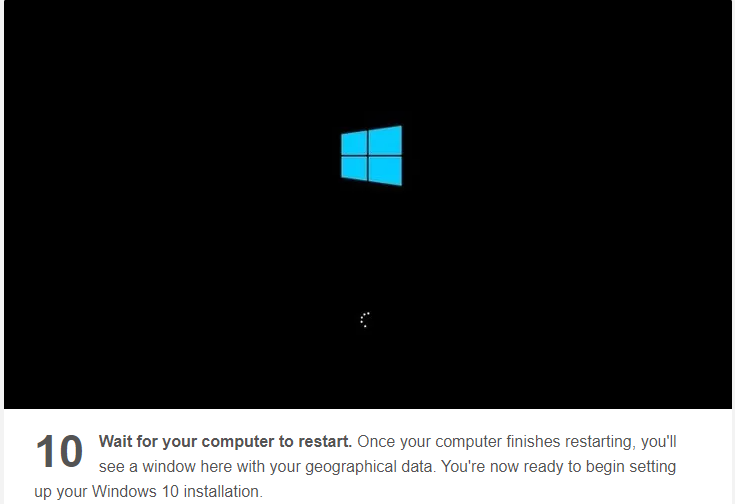 10 Wait for your computer to restart. Once your computer finishes restarting, you'll
see a window here with your geographical data. You're now ready to begin setting
up your Windows 10 installation.